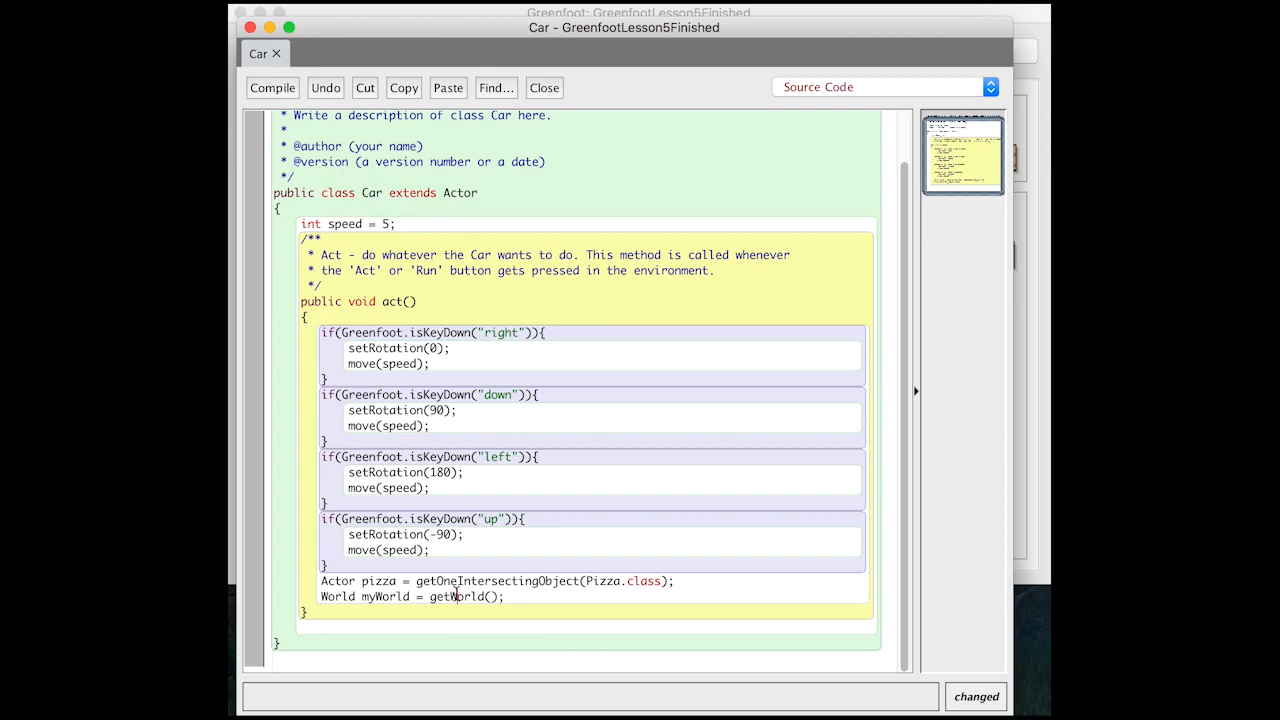 Greenfoot: GreenfootLesson5Finished
Car - GreenfootLesson5Finished
Car ✕
Compile Undo Cut Copy Paste Find... Close Source Code
* Write a description of class Car here.
*
* @author (your name)
* @version (a version number or a date)
*/
public class Car extends Actor
{
int speed = 5;
/**
* Act - do whatever the Car wants to do. This method is called whenever
* the 'Act' or 'Run' button gets pressed in the environment.
*/
public void act()
{
if(Greenfoot.isKeyDown("right")){
setRotation(0);
move(speed);
}
if(Greenfoot.isKeyDown("down")){
setRotation(90);
move(speed);
}
if(Greenfoot.isKeyDown("left")){
setRotation(180);
move(speed);
}
if(Greenfoot.isKeyDown("up")){
setRotation(-90);
move(speed);
}
Actor pizza = getOneIntersectingObject(Pizza.class);
World myWorld = getWorld();
}
}
changed